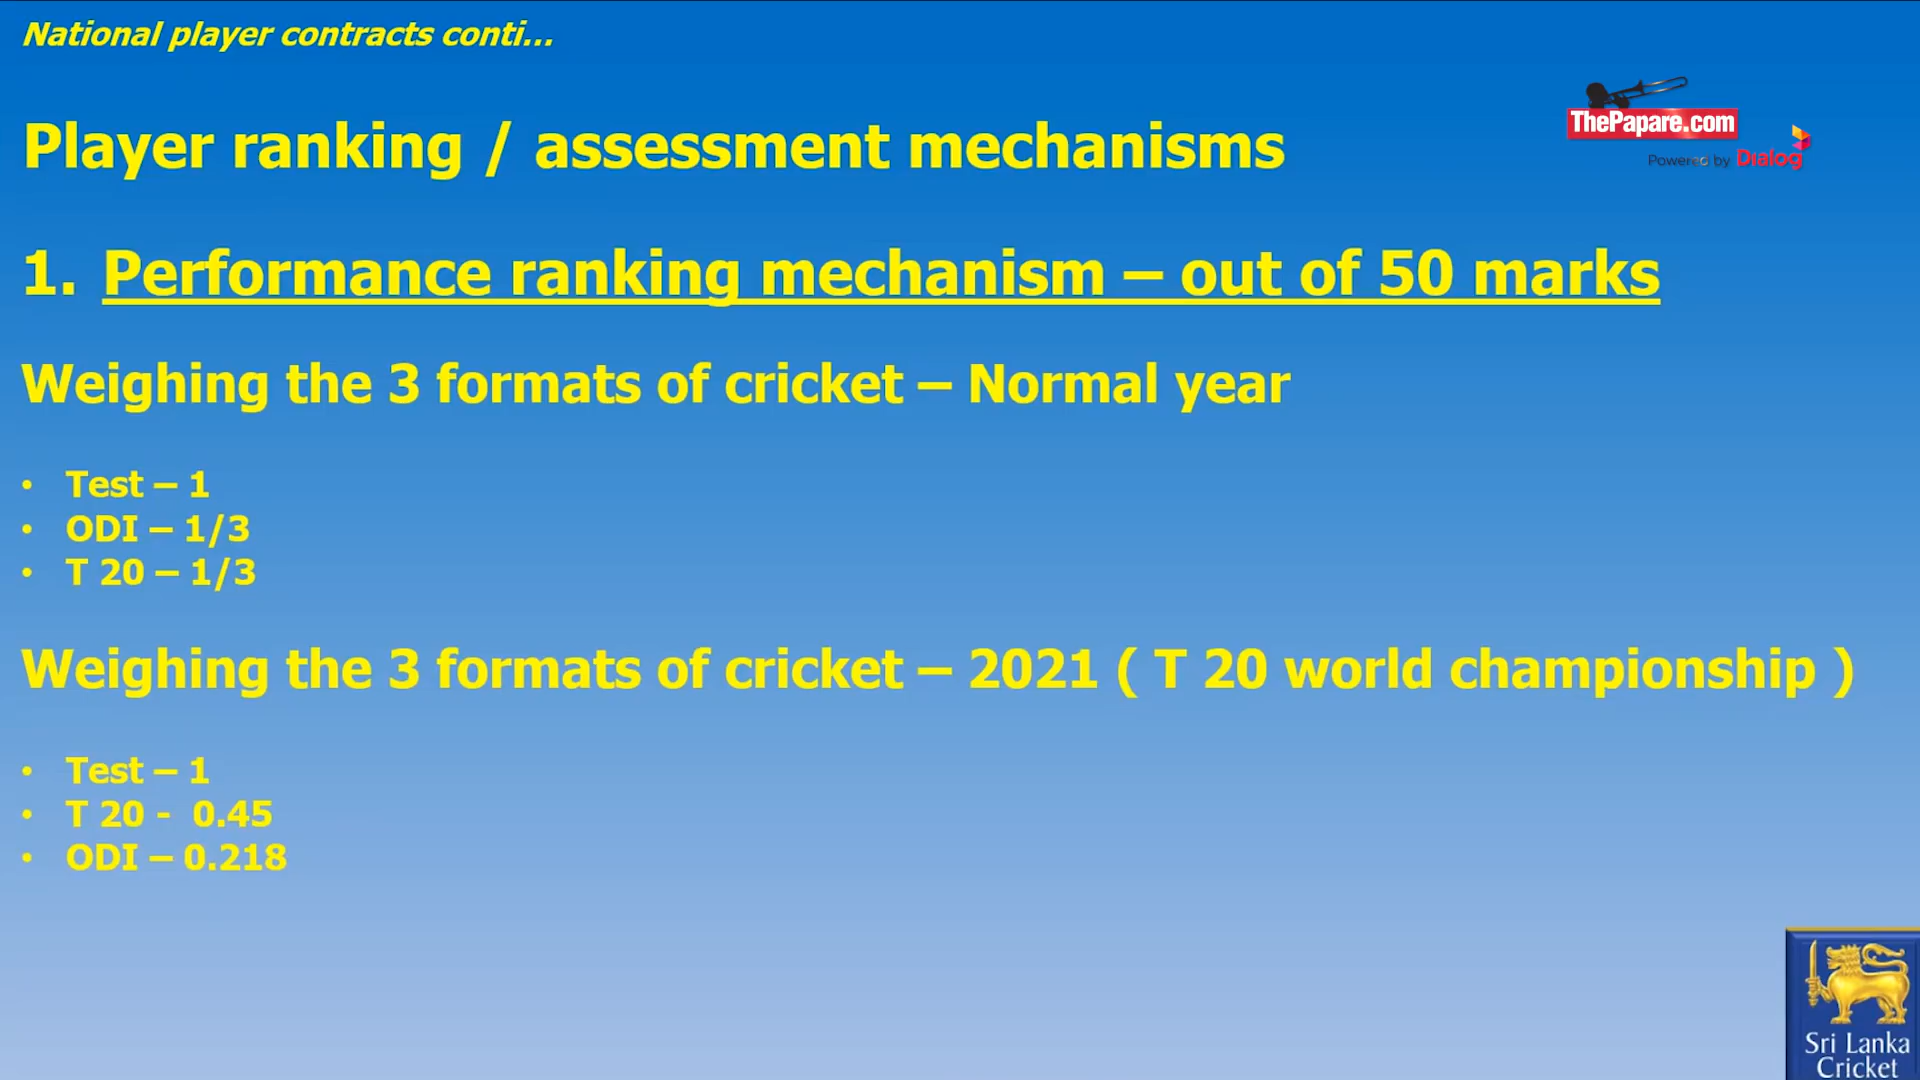 National player contracts conti...
ThePapare.com
Powered by Dialog
Player ranking / assessment mechanisms
1. Performance ranking mechanism – out of 50 marks
Weighing the 3 formats of cricket – Normal year
• Test – 1
• ODI – 1/3
• T 20 – 1/3
Weighing the 3 formats of cricket – 2021 ( T 20 world championship )
• Test – 1
• T 20 - 0.45
• ODI – 0.218
Sri Lanka
Cricket